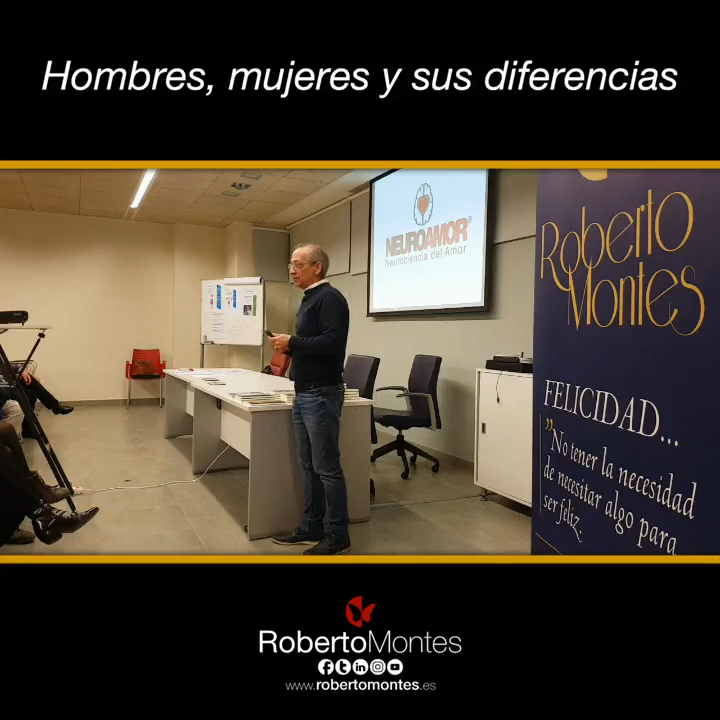 Hombres, mujeres y sus diferencias
NEUROAMOR®
Neurociencia del Amor
Roberto
Montes
FELICIDAD...
"No tener la necesidad
de necesitar algo para
ser feliz.
RobertoMontes
www.robertomontes.es